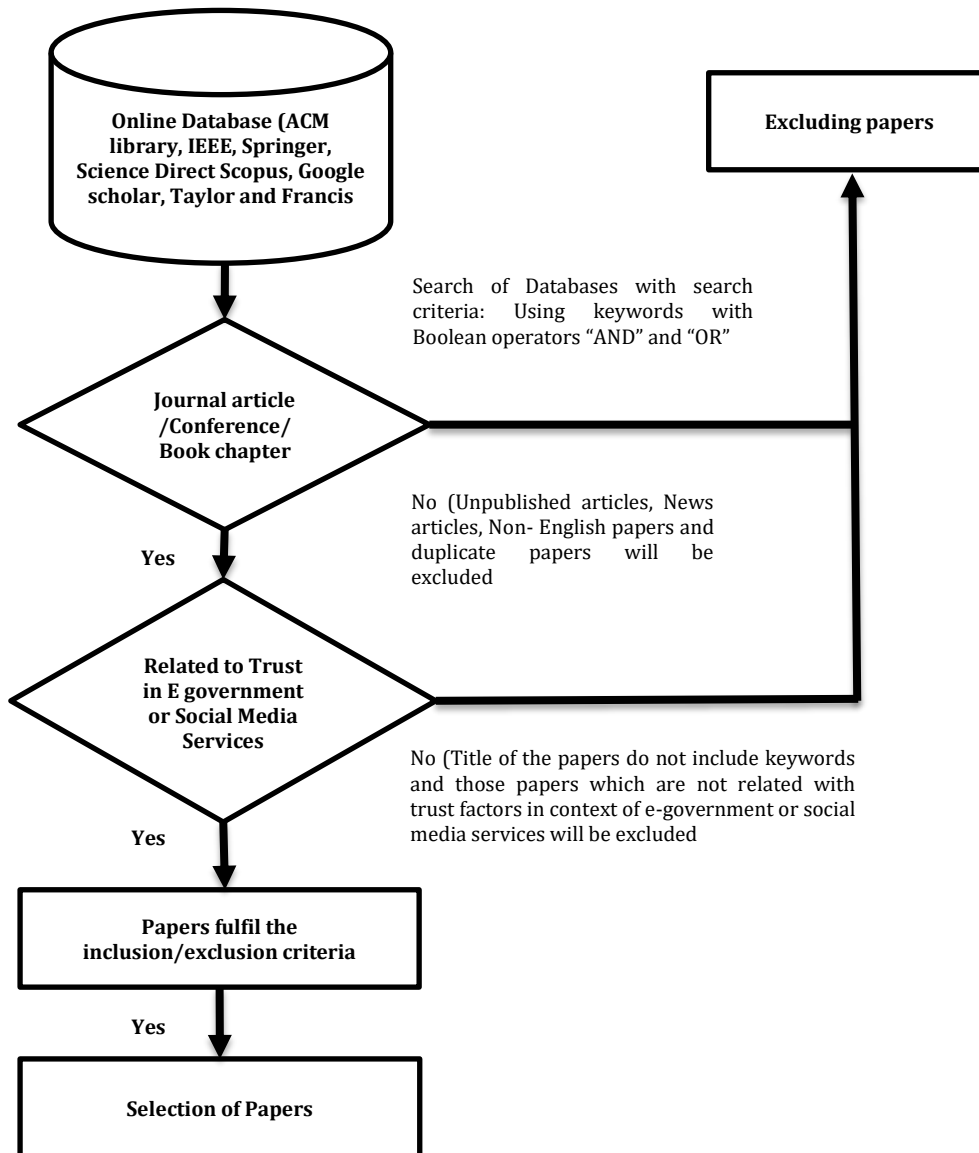 Online Database (ACM
library, IEEE, Springer,
Science Direct Scopus, Google
scholar, Taylor and Francis
Excluding papers
Search of Databases with search
criteria: Using keywords with
Boolean operators “AND” and “OR”
Journal article
/Conference/
Book chapter
No (Unpublished articles, News
articles, Non- English papers and
duplicate papers will be
excluded
Yes
Related to Trust
in E government
or Social Media
Services
No (Title of the papers do not include keywords
and those papers which are not related with
trust factors in context of e-government or social
media services will be excluded
Yes
Papers fulfil the
inclusion/exclusion criteria
Yes
Selection of Papers